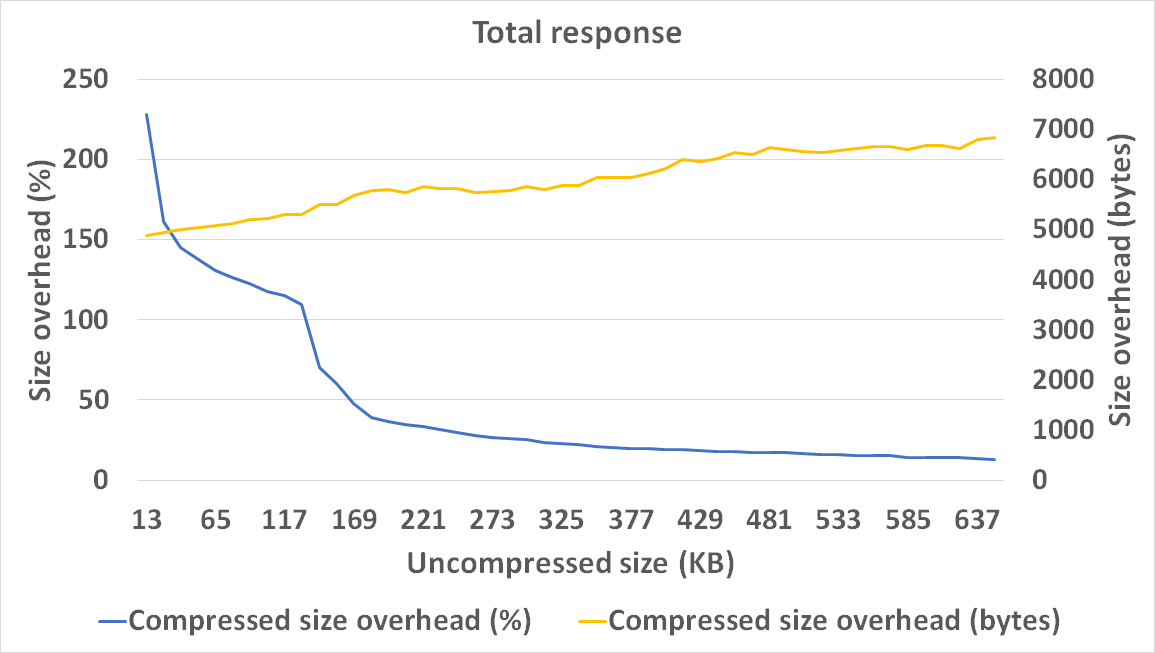 Total response
Size overhead (%)
250
200
150
100
50
0
8000
7000
6000
5000
4000
3000
2000
1000
0
Size overhead (bytes)
13 65 117 169 221 273 325 377 429 481 533 585 637
Uncompressed size (KB)
Compressed size overhead (%) Compressed size overhead (bytes)